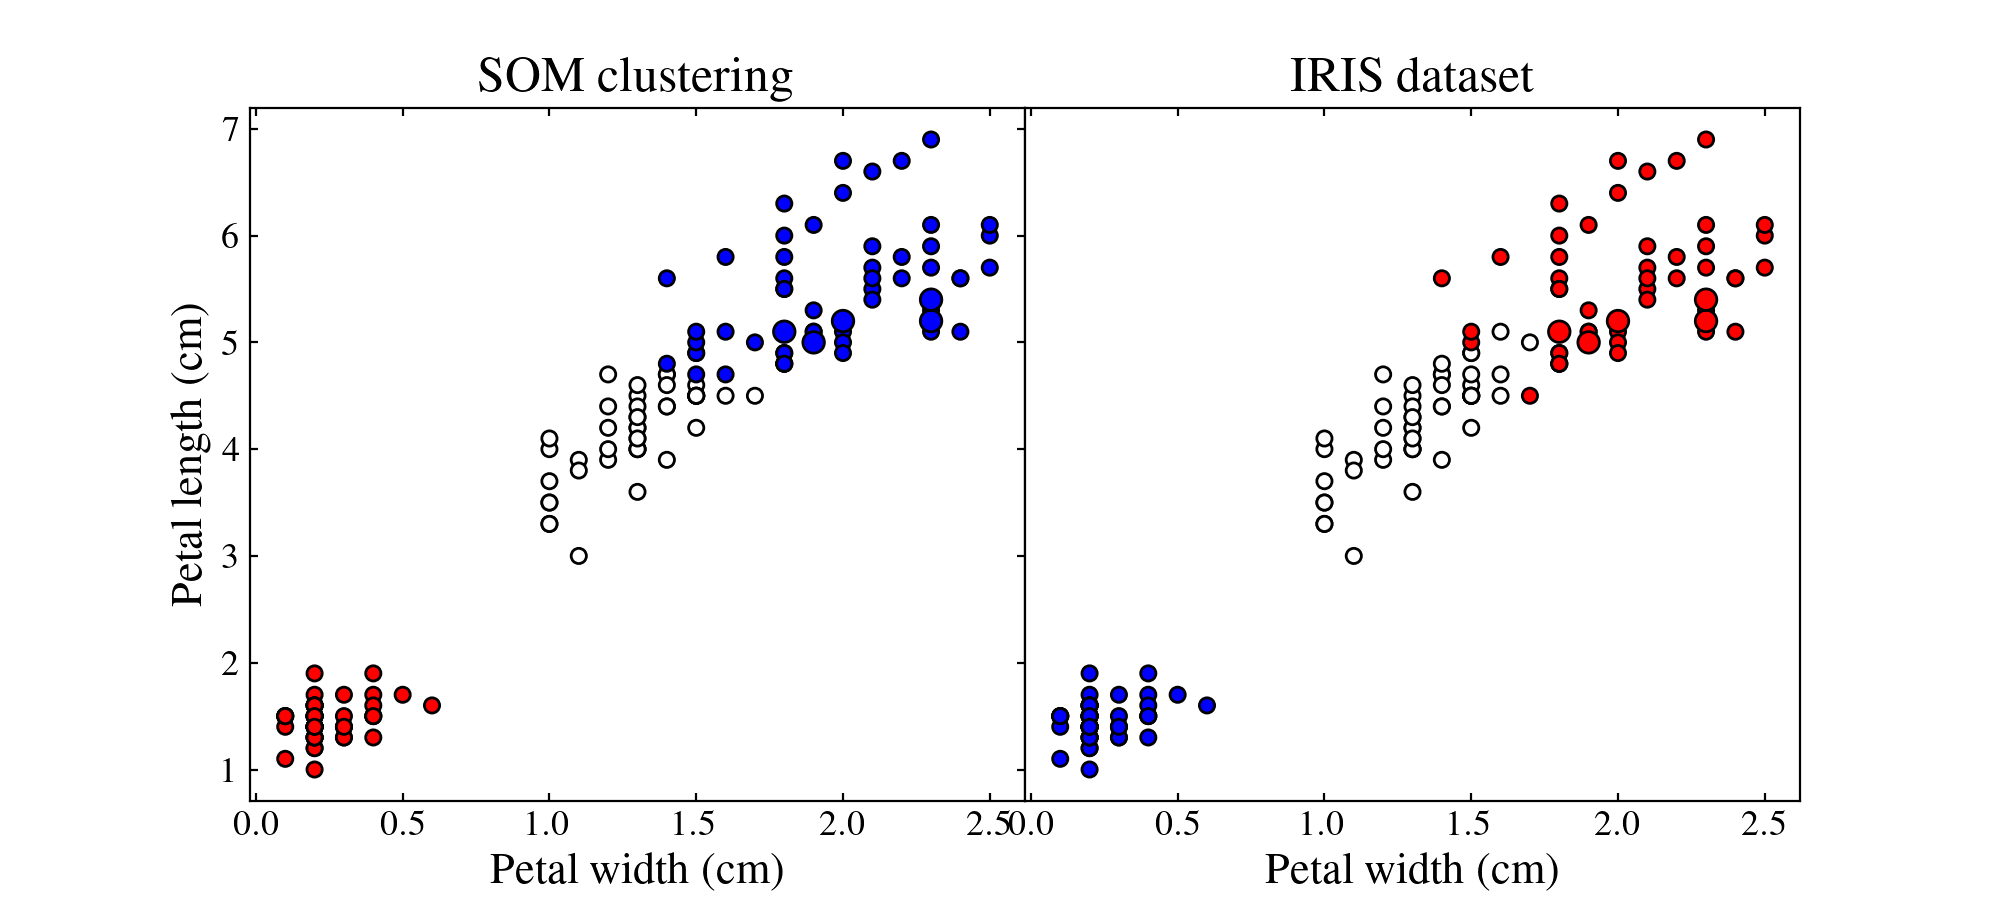 SOM clustering
IRIS dataset
Petal length (cm)
7
6
5
4
3
2
1
0.0 0.5 1.0 1.5 2.0 2.5
0.0 0.5 1.0 1.5 2.0 2.5
Petal width (cm)
Petal width (cm)